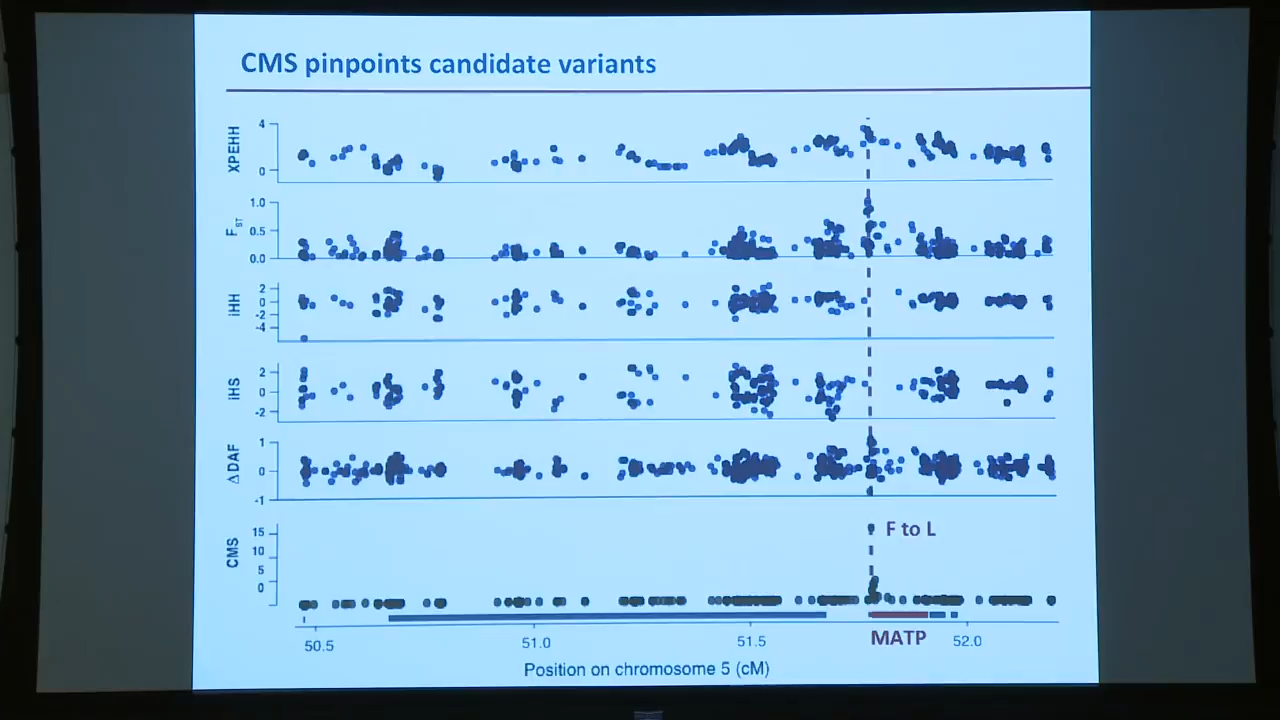 CMS pinpoints candidate variants
XPEHH
4
0
FST
1.0
0.5
0.0
iHH
2
0
-2
-4
iHS
2
0
-2
ΔDAF
1
0
-1
CMS
15
10
5
0
F to L
MATP
50.5 51.0 51.5 52.0
Position on chromosome 5 (cM)